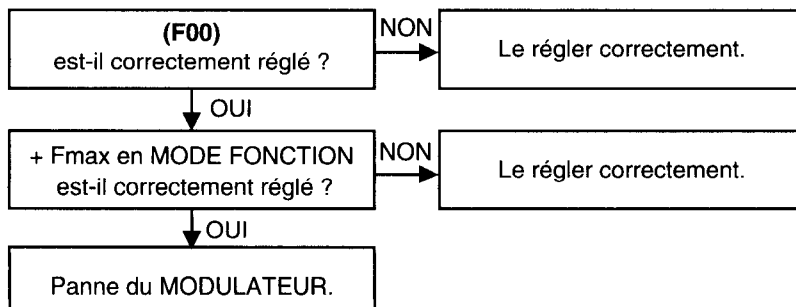 (F00)
est-il correctement réglé ?
NON
Le régler correctement.
OUI
+ Fmax en MODE FONCTION
est-il correctement réglé ?
NON
Le régler correctement.
OUI
Panne du MODULATEUR.